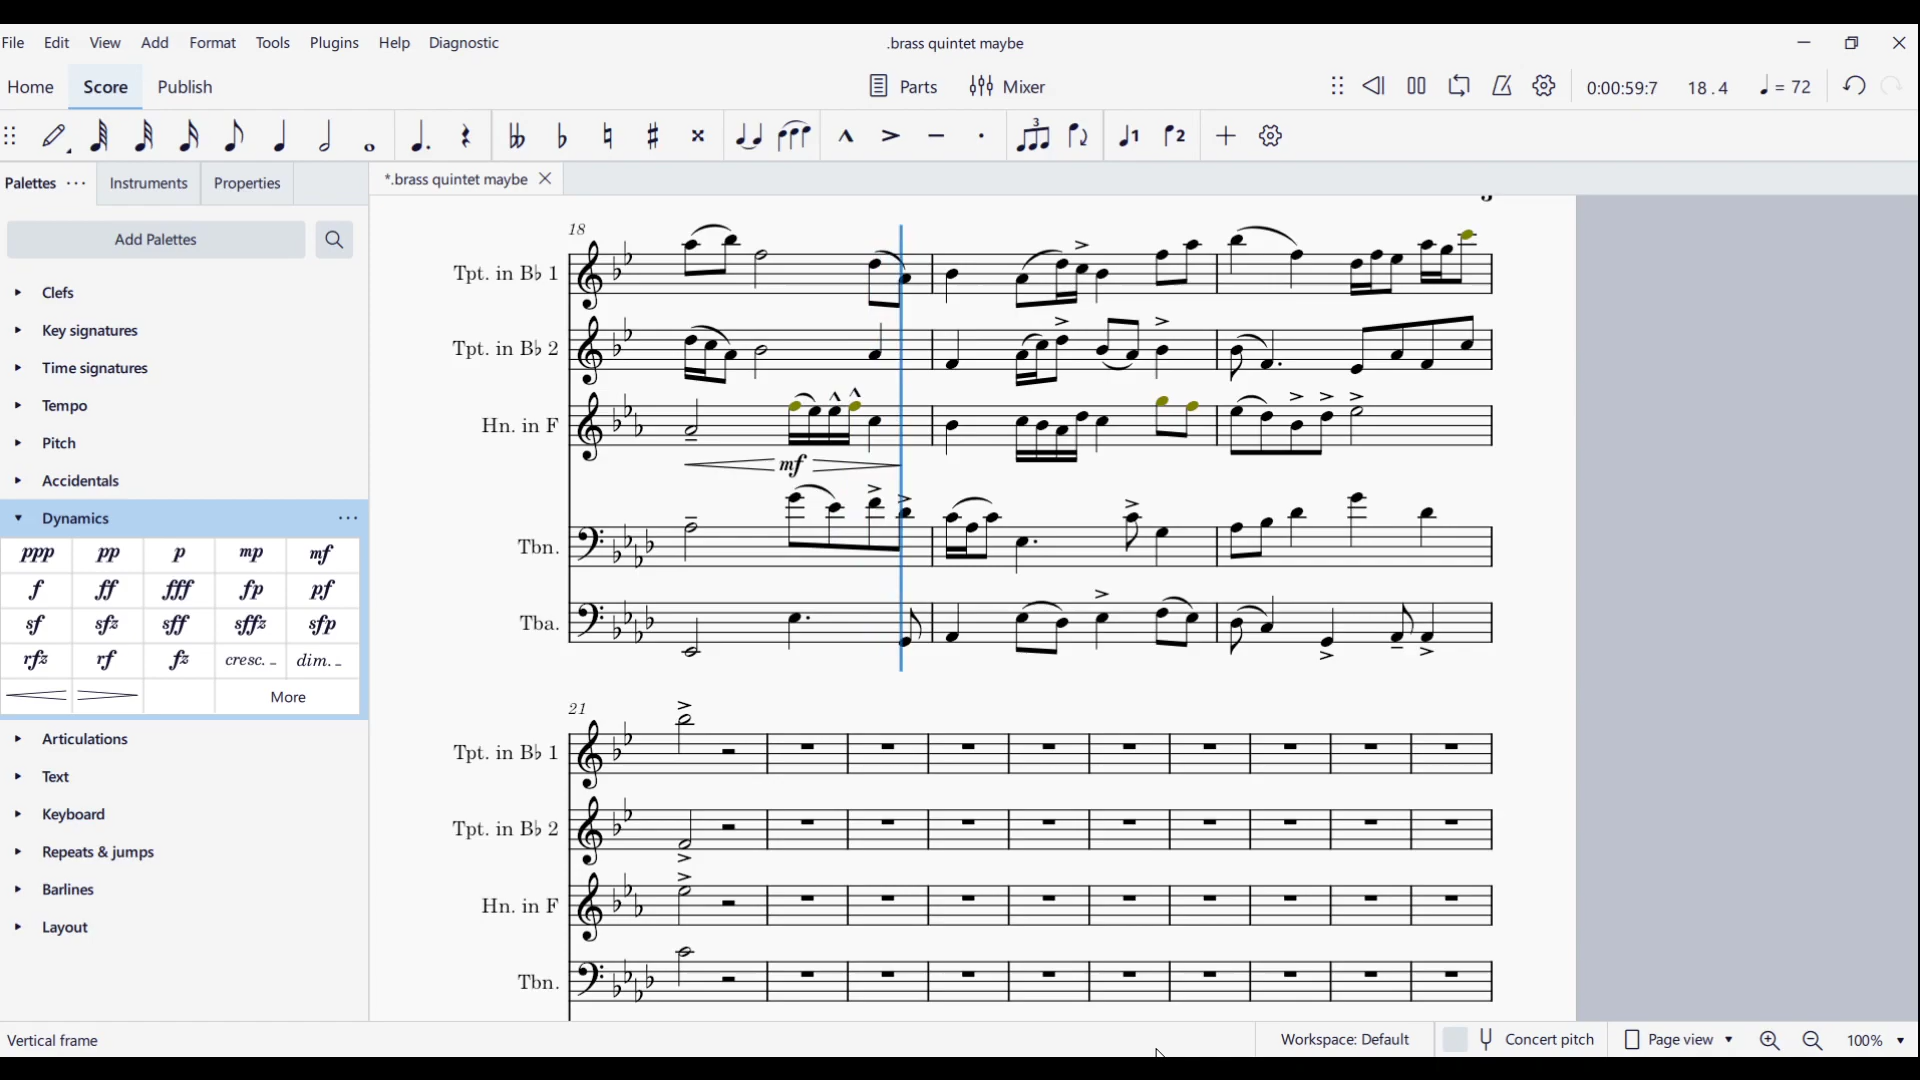 File Edit View Add Format Tools Plugins Help Diagnostic
.brass quintet maybe
Home Score Publish
Parts Mixer
0:00:59:7 18 . 4 = 72
3
1 2
Palettes ··· Instruments Properties
*.brass quintet maybe
Add Palettes
Clefs
Key signatures
Time signatures
Tempo
Pitch
Accidentals
Dynamics ···
ppp pp p mp mf
f ff fff fp pf
sf sfz sff sffz sfp
rfz rf fz cresc. _ dim. _
More
Articulations
Text
Keyboard
Repeats & jumps
Barlines
Layout
18
Tpt. in B♭ 1
Tpt. in B♭ 2
Hn. in F
mf
Tbn.
Tba.
21
Tpt. in B♭ 1
Tpt. in B♭ 2
Hn. in F
Tbn.
Vertical frame
Workspace: Default Concert pitch Page view 100%